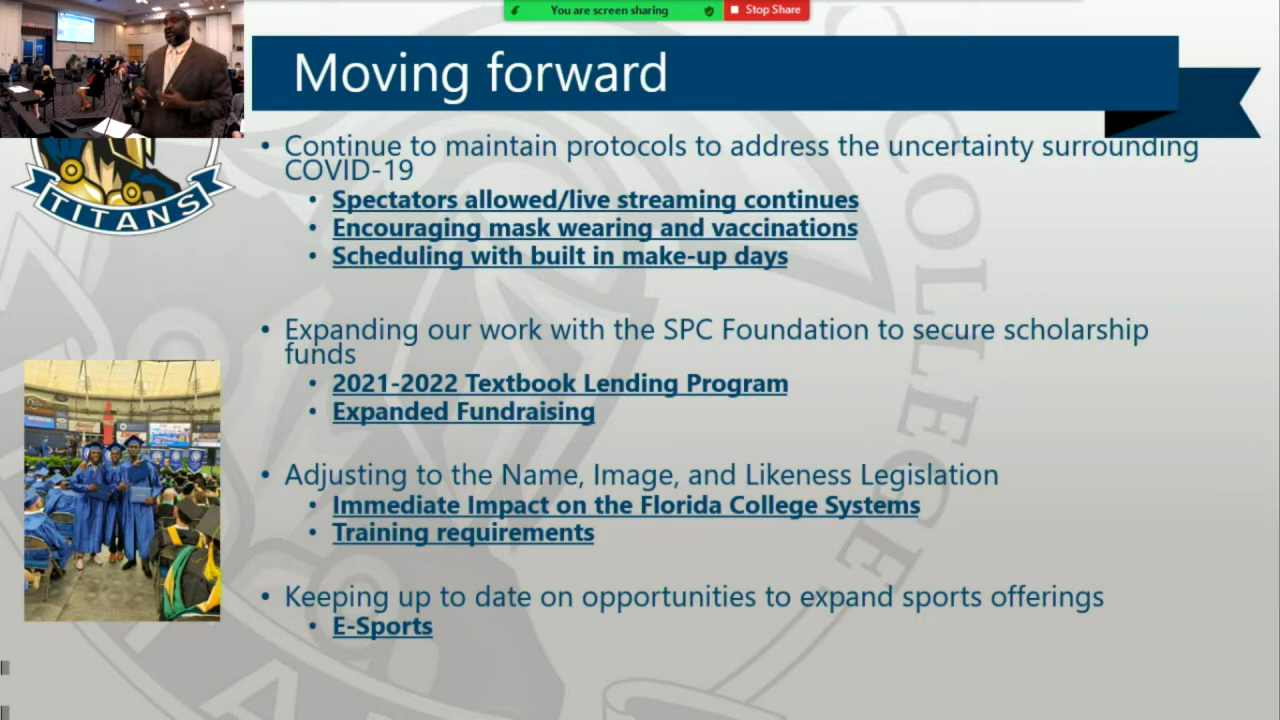 You are screen sharing
Stop Share
Moving forward
• Continue to maintain protocols to address the uncertainty surrounding
COVID-19
• Spectators allowed/live streaming continues
• Encouraging mask wearing and vaccinations
• Scheduling with built in make-up days
TITANS
• Expanding our work with the SPC Foundation to secure scholarship
funds
• 2021-2022 Textbook Lending Program
• Expanded Fundraising
• Adjusting to the Name, Image, and Likeness Legislation
• Immediate Impact on the Florida College Systems
• Training requirements
• Keeping up to date on opportunities to expand sports offerings
• E-Sports
COLLEGE